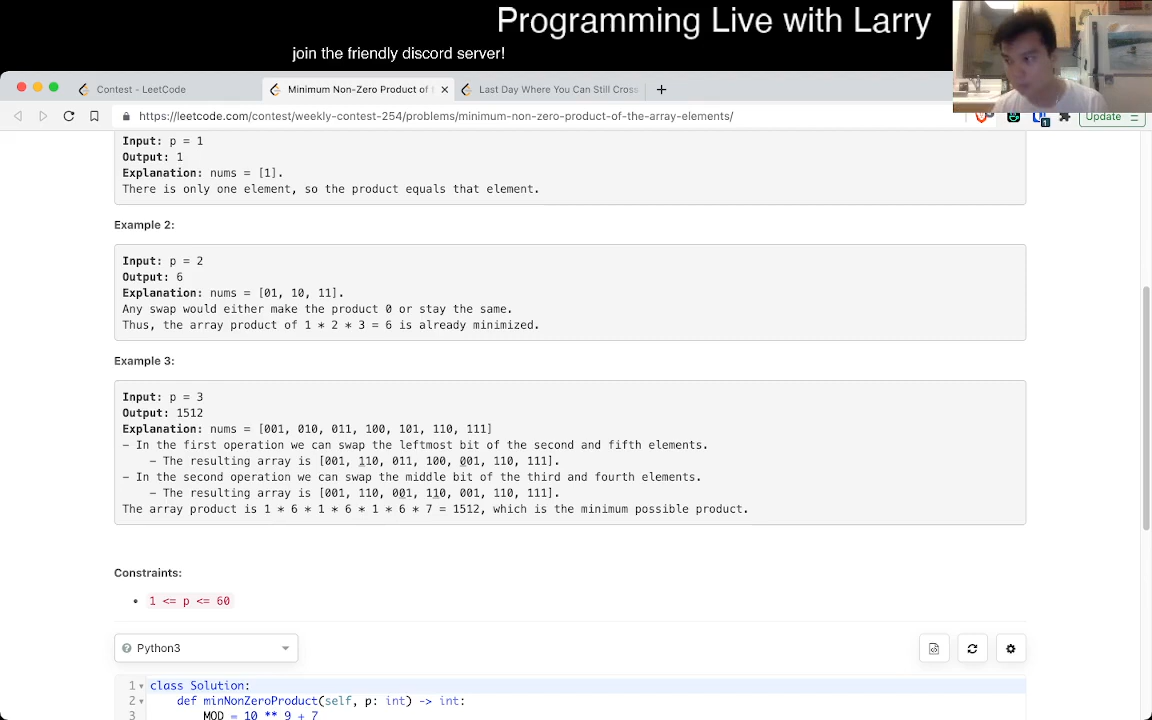 Programming Live with Larry
join the friendly discord server!
Contest - LeetCode
Minimum Non-Zero Product of
Last Day Where You Can Still Cross
https://leetcode.com/contest/weekly-contest-254/problems/minimum-non-zero-product-of-the-array-elements/
Update
Input: p = 1
Output: 1
Explanation: nums = [1].
There is only one element, so the product equals that element.
Example 2:
Input: p = 2
Output: 6
Explanation: nums = [01, 10, 11].
Any swap would either make the product 0 or stay the same.
Thus, the array product of 1 * 2 * 3 = 6 is already minimized.
Example 3:
Input: p = 3
Output: 1512
Explanation: nums = [001, 010, 011, 100, 101, 110, 111]
- In the first operation we can swap the leftmost bit of the second and fifth elements.
- The resulting array is [001, 110, 011, 100, 001, 110, 111].
- In the second operation we can swap the middle bit of the third and fourth elements.
- The resulting array is [001, 110, 001, 110, 001, 110, 111].
The array product is 1 * 6 * 1 * 6 * 1 * 6 * 7 = 1512, which is the minimum possible product.
Constraints:
1 <= p <= 60
Python3
1 class Solution:
2 def minNonZeroProduct(self, p: int) -> int:
3 MOD = 10 ** 9 + 7